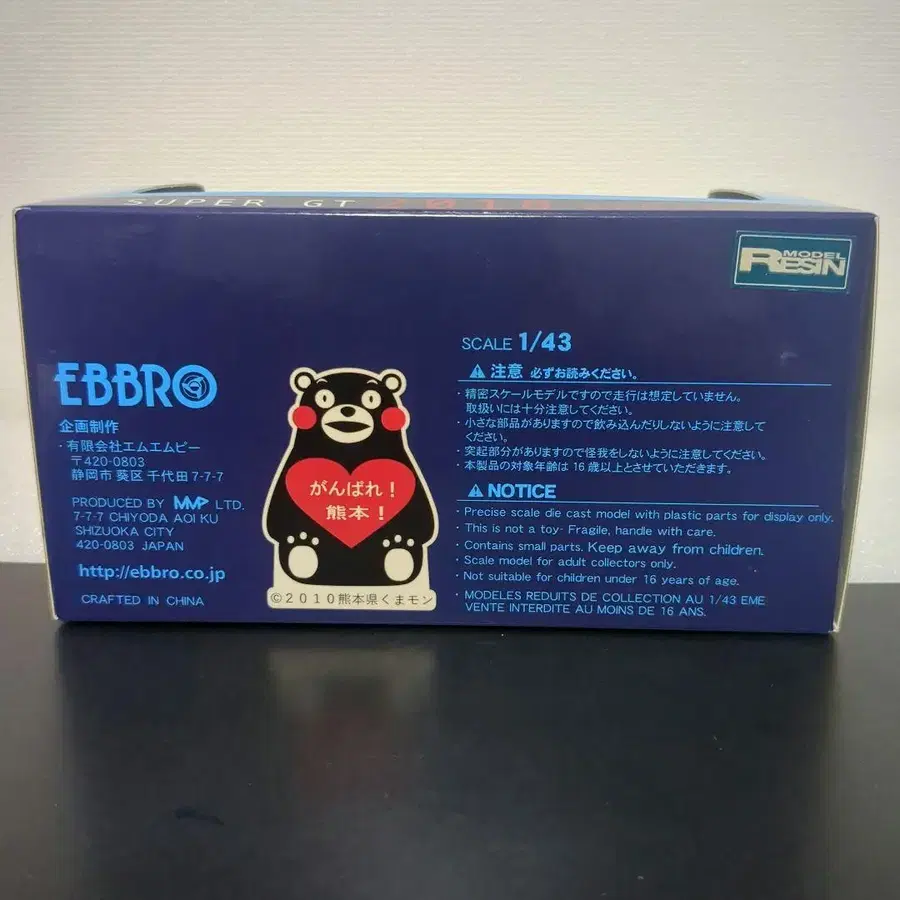 SUPER GT
RESIN
MODEL
EBBRO
企画制作
・有限会社エムエムピー
〒420-0803
静岡市 葵区 千代田 7-7-7
PRODUCED BY MMP LTD.
7-7-7 CHIYODA AOI KU
SHIZUOKA CITY
420-0803 JAPAN
http://ebbro.co.jp
CRAFTED IN CHINA
がんばれ！
熊本！
©2010熊本県くまモン
SCALE 1/43
注意 必ずお読みください。
・精密スケールモデルですので走行は想定していません。
取扱いには十分注意してください。
・小さな部品がありますので飲み込んだりしないように注意して
ください。
・突起部分がありますので怪我をしないように注意してください。
・本製品の対象年齢は 16 歳以上とさせていただきます。
NOTICE
・Precise scale die cast model with plastic parts for display only.
・This is not a toy- Fragile, handle with care.
・Contains small parts. Keep away from children.
・Scale model for adult collectors only.
・Not suitable for children under 16 years of age.
・MODELES REDUITS DE COLLECTION AU 1/43 EME
VENTE INTERDITE AU MOINS DE 16 ANS.